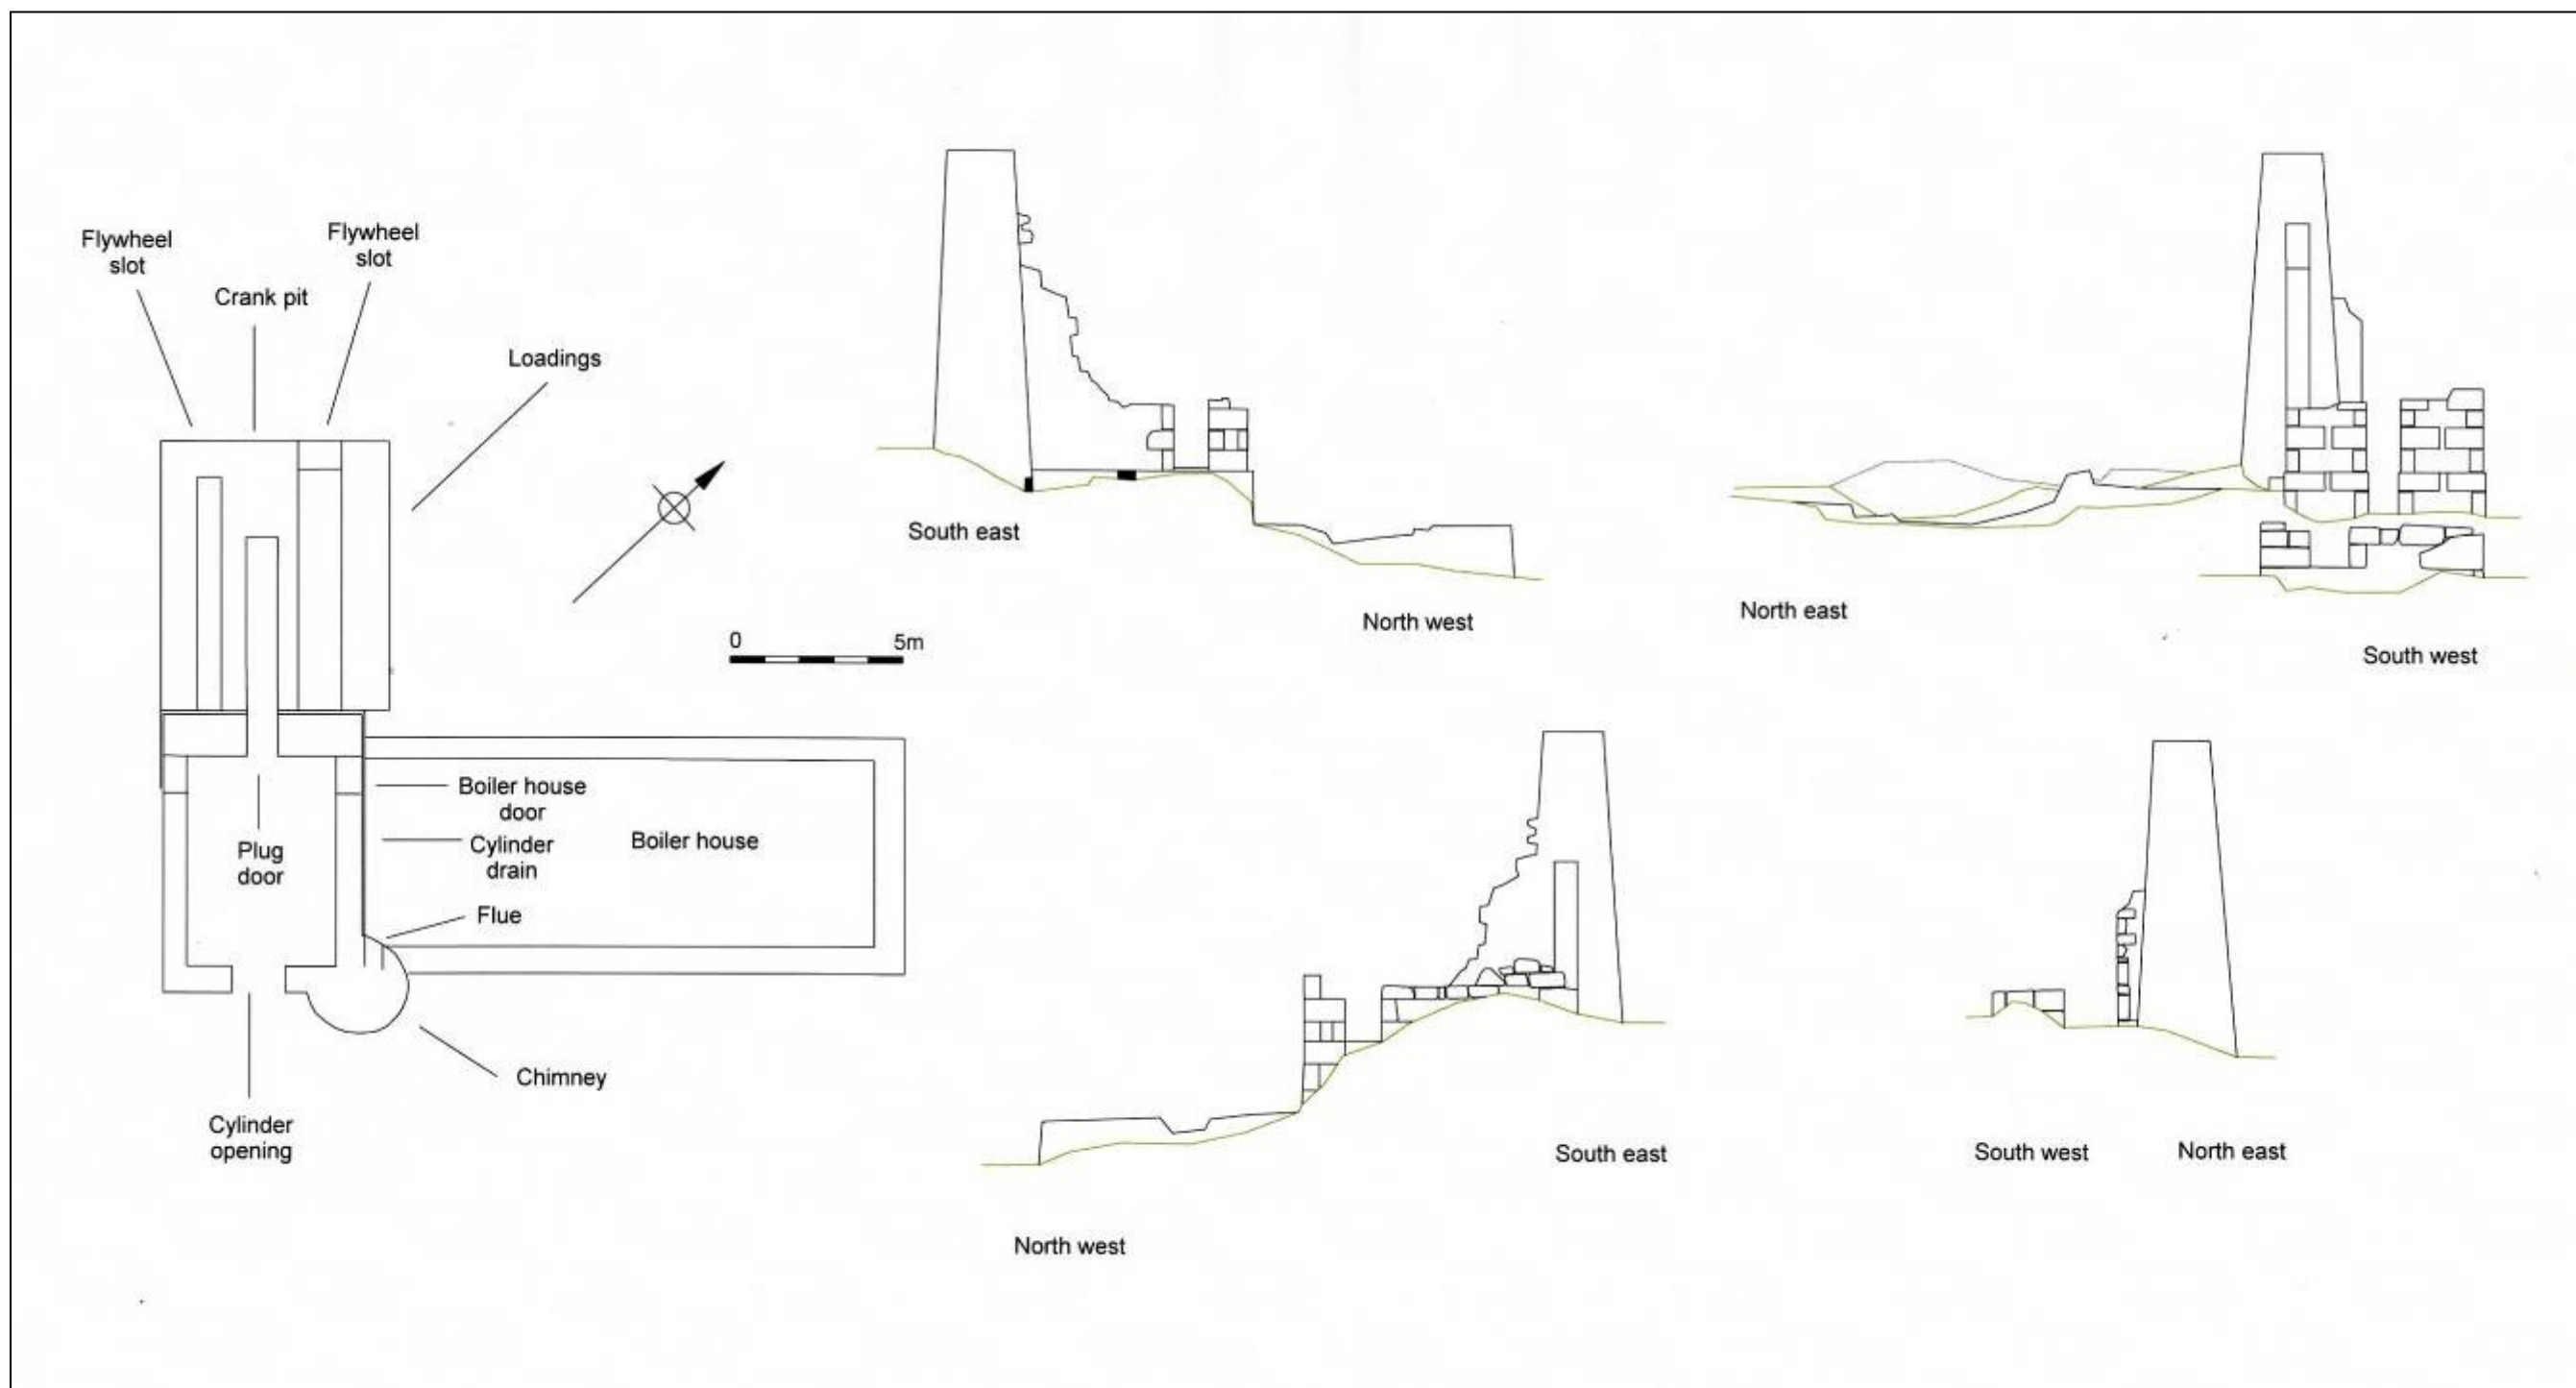 Flywheel
slot
Flywheel
slot
Crank pit
Loadings
0 5m
Boiler house
door
Cylinder
drain
Boiler house
Plug
door
Flue
Chimney
Cylinder
opening
South east
North west
North east
South west
North west
South east
South west
North east